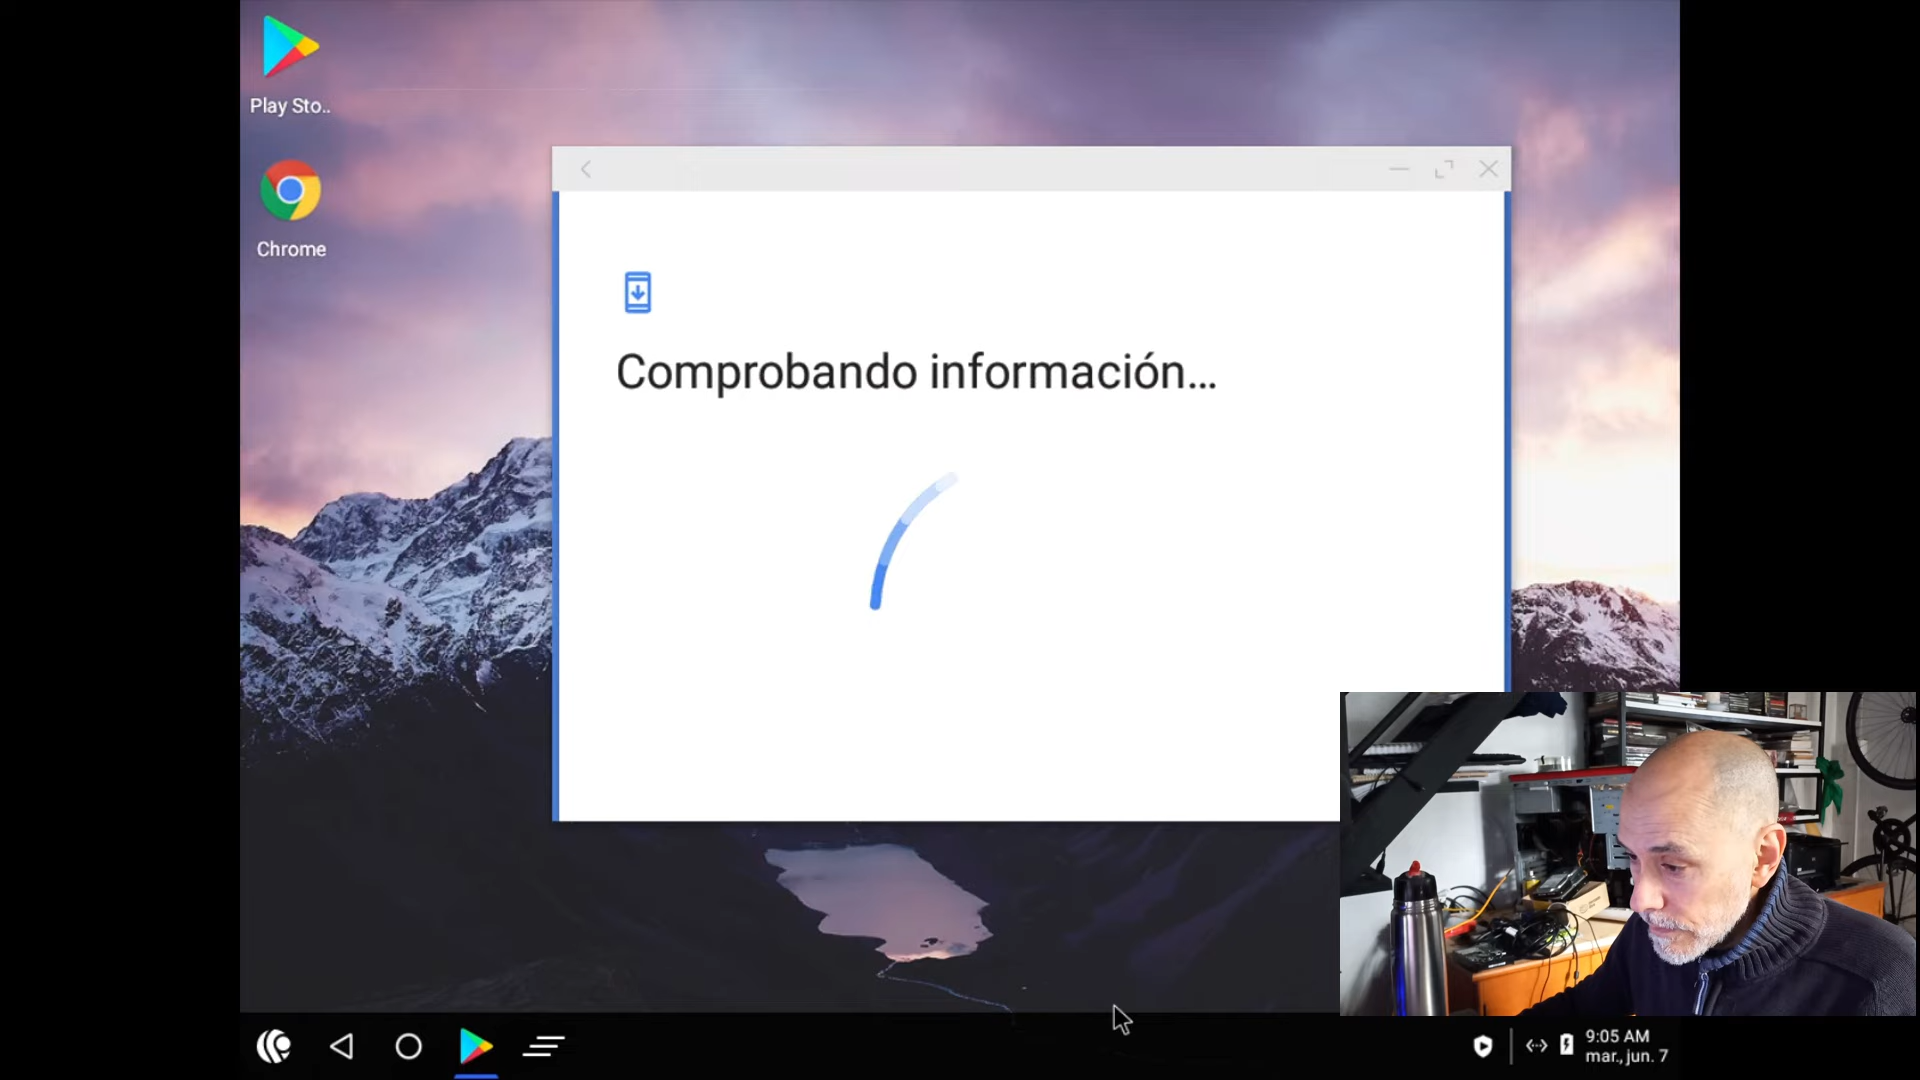 Play Sto..
Chrome
Comprobando información...
9:05 AM
mar., jun. 7